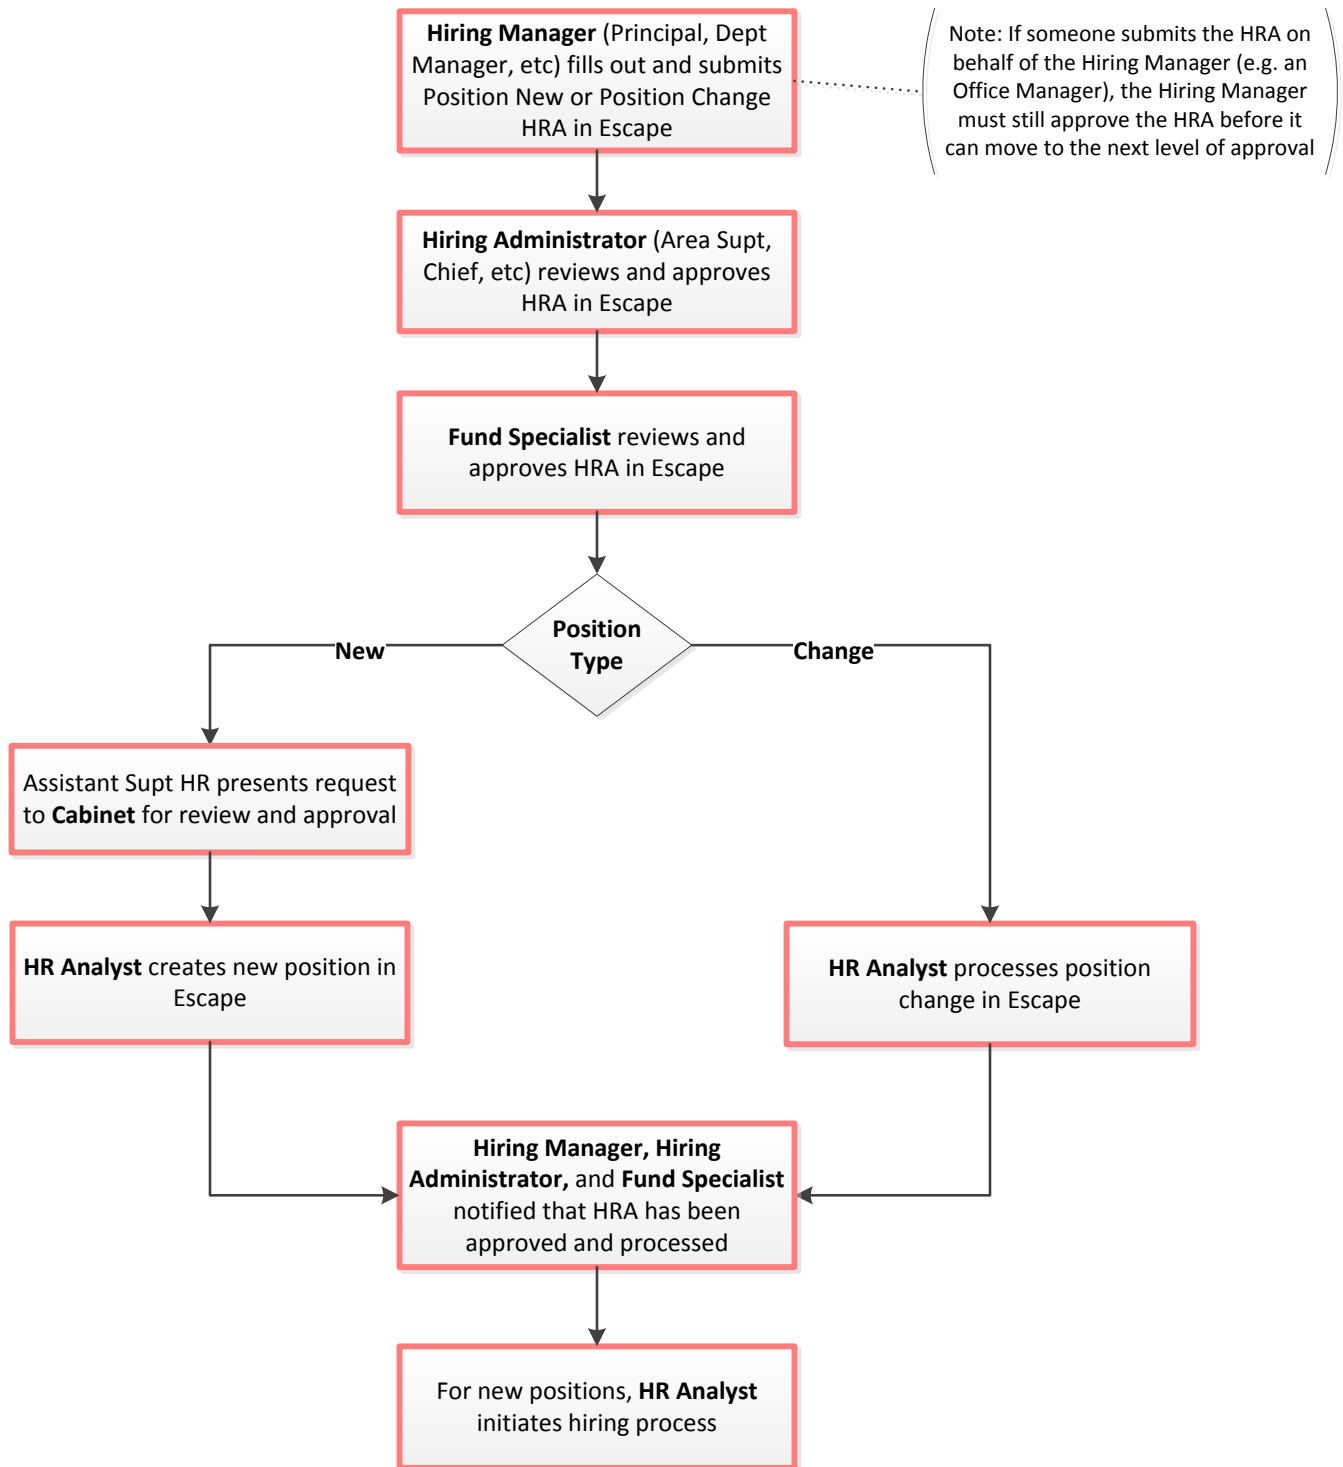 Hiring Manager (Principal, Dept
Manager, etc) fills out and submits
Position New or Position Change
HRA in Escape
Note: If someone submits the HRA on
behalf of the Hiring Manager (e.g. an
Office Manager), the Hiring Manager
must still approve the HRA before it
can move to the next level of approval
Hiring Administrator (Area Supt,
Chief, etc) reviews and approves
HRA in Escape
Fund Specialist reviews and
approves HRA in Escape
Position
Type
New
Change
Assistant Supt HR presents request
to Cabinet for review and approval
HR Analyst creates new position in
Escape
HR Analyst processes position
change in Escape
Hiring Manager, Hiring
Administrator, and Fund Specialist
notified that HRA has been
approved and processed
For new positions, HR Analyst
initiates hiring process